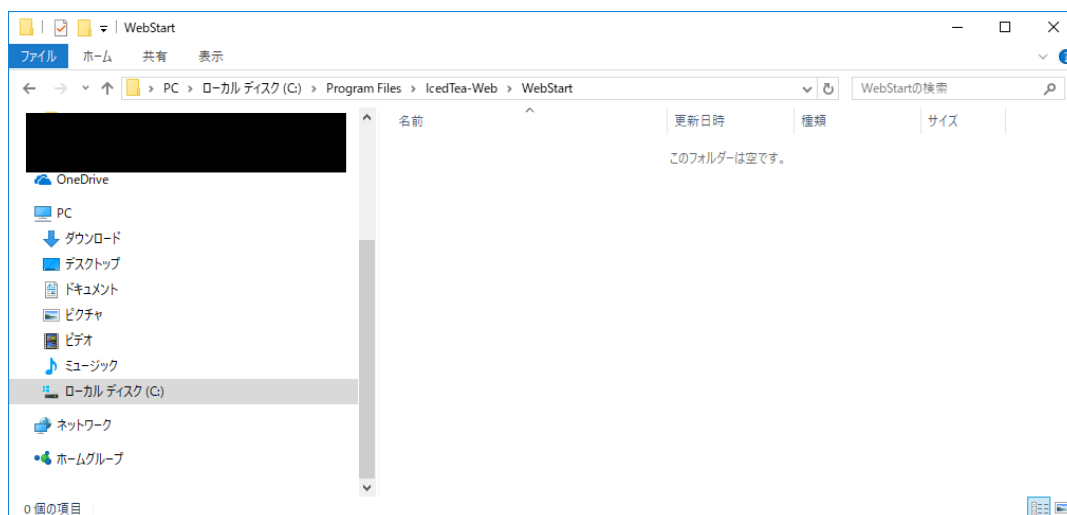 WebStart
ファイル ホーム 共有 表示
PC ローカル ディスク (C:) Program Files IcedTea-Web WebStart WebStartの検索
名前 更新日時 種類 サイズ
このフォルダーは空です。
OneDrive
PC
ダウンロード
デスクトップ
ドキュメント
ピクチャ
ビデオ
ミュージック
ローカル ディスク (C:)
ネットワーク
ホームグループ
0 個の項目